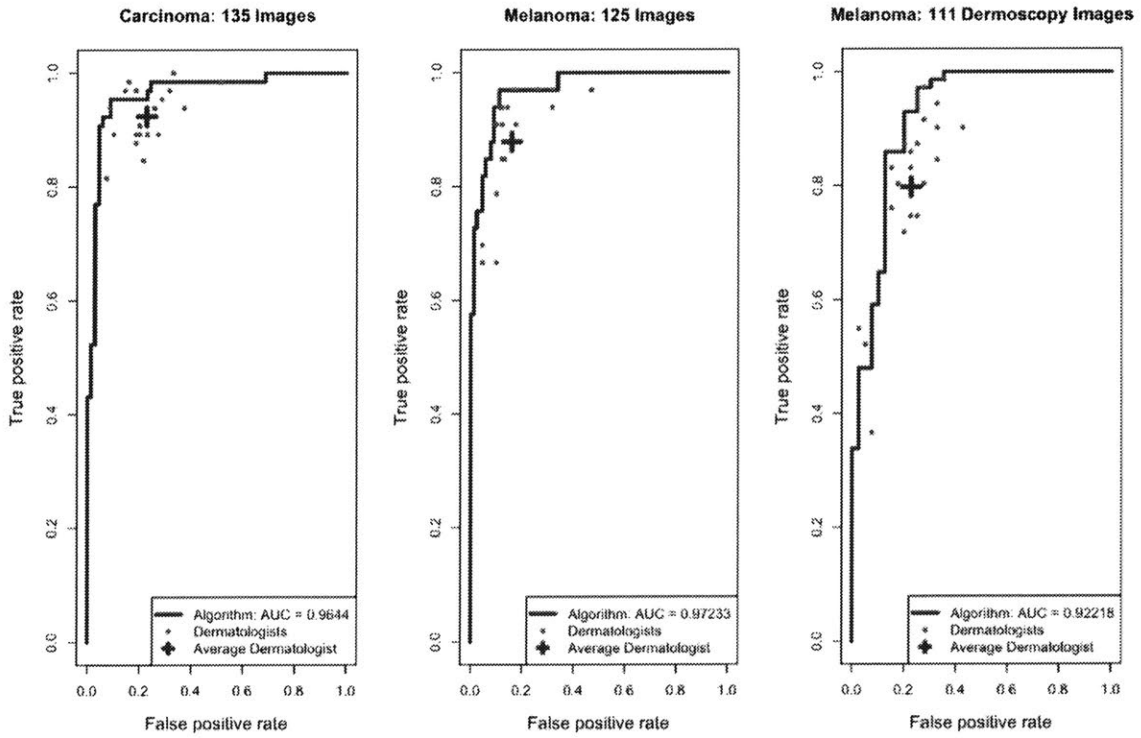 Carcinoma: 135 Images
True positive rate
1.0
0.8
0.6
0.4
0.2
0.0
Algorithm: AUC = 0.9644
Dermatologists
Average Dermatologist
0.0 0.2 0.4 0.6 0.8 1.0
False positive rate
Melanoma: 125 Images
True positive rate
1.0
0.8
0.6
0.4
0.2
0.0
Algorithm: AUC = 0.97233
Dermatologists
Average Dermatologist
0.0 0.2 0.4 0.6 0.8 1.0
False positive rate
Melanoma: 111 Dermoscopy Images
True positive rate
1.0
0.8
0.6
0.4
0.2
0.0
Algorithm: AUC = 0.92218
Dermatologists
Average Dermatologist
0.0 0.2 0.4 0.6 0.8 1.0
False positive rate